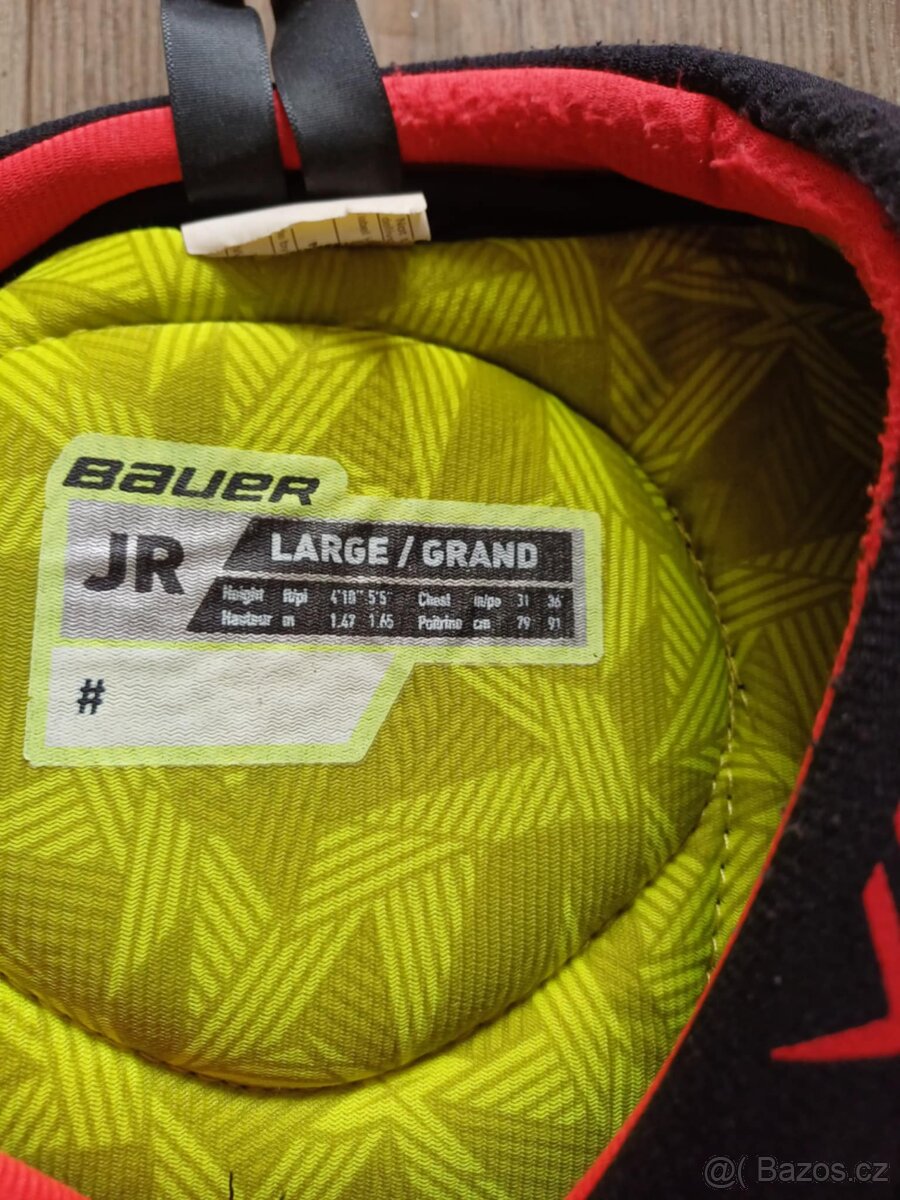 BAUER
JR
LARGE / GRAND
Height ft/pi 4'10" 5'5" Chest in/po 31 36
Hauteur m 1.47 1.65 Poitrine cm 79 91
#
@( Bazos.cz